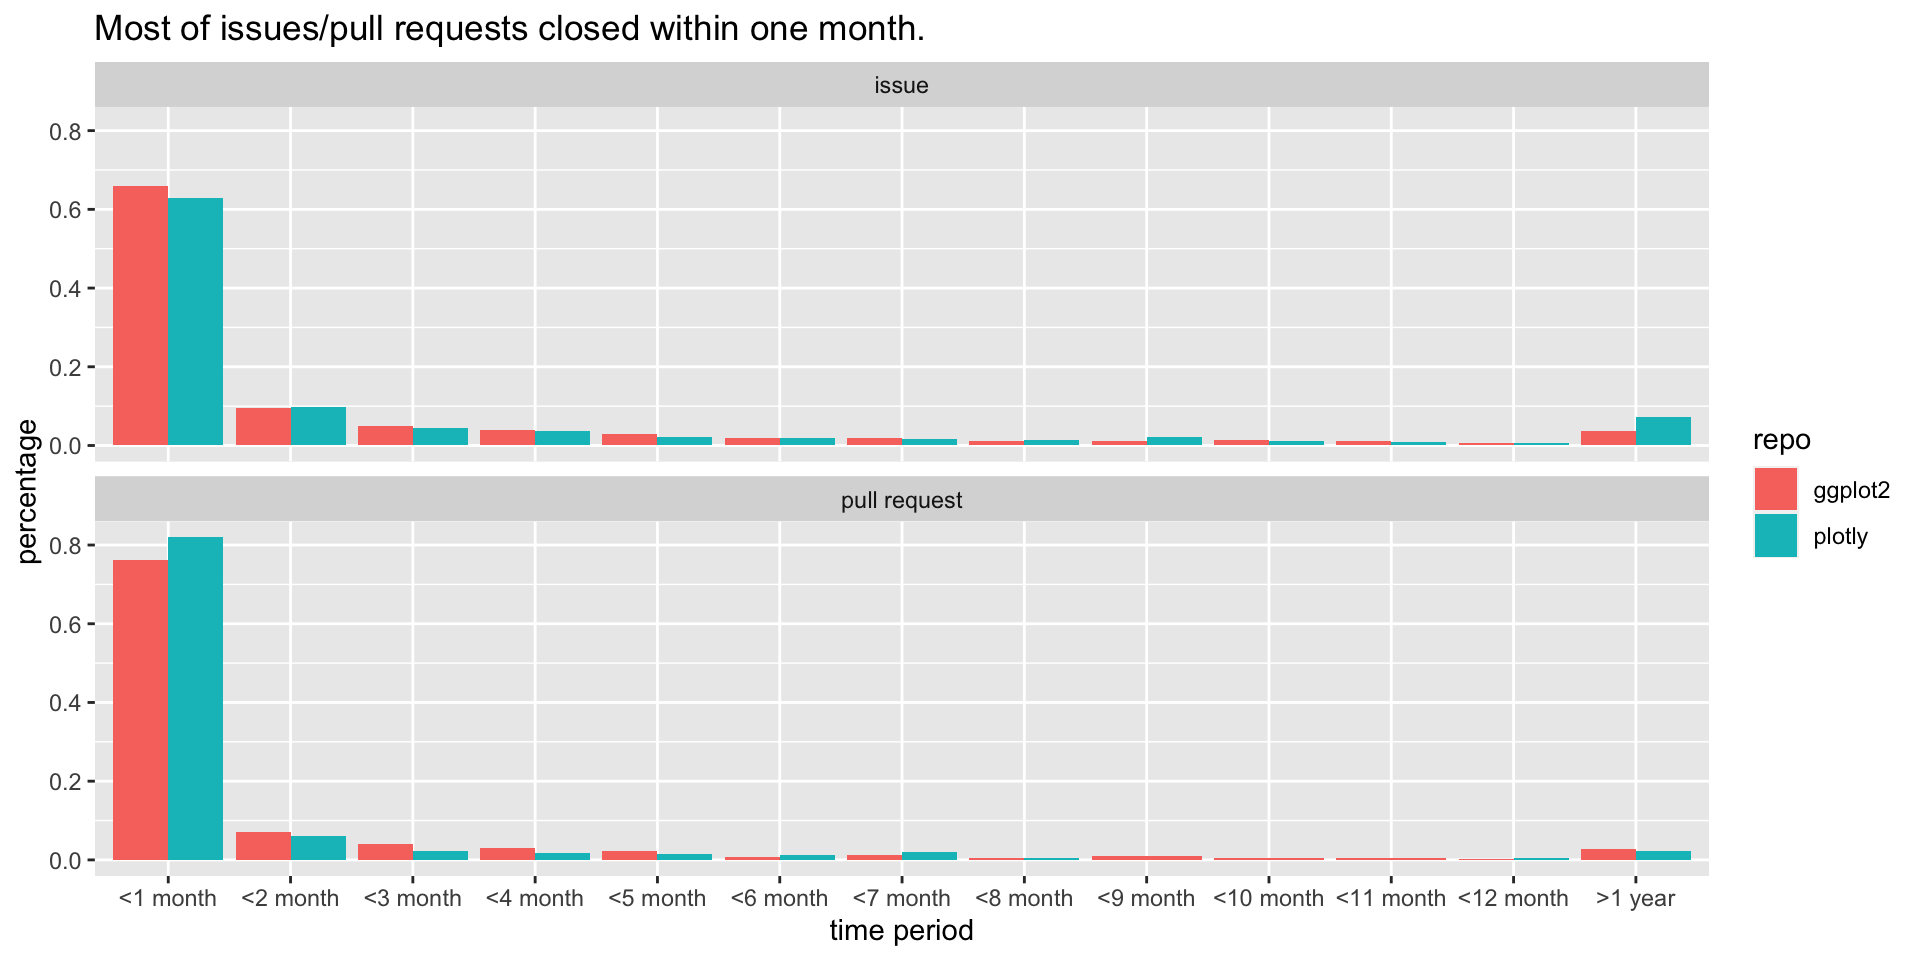 Most of issues/pull requests closed within one month.
issue
0.8
0.6
0.4
0.2
0.0
pull request
0.8
0.6
0.4
0.2
0.0
percentage
<1 month <2 month <3 month <4 month <5 month <6 month <7 month <8 month <9 month <10 month <11 month <12 month >1 year
time period
repo
ggplot2
plotly